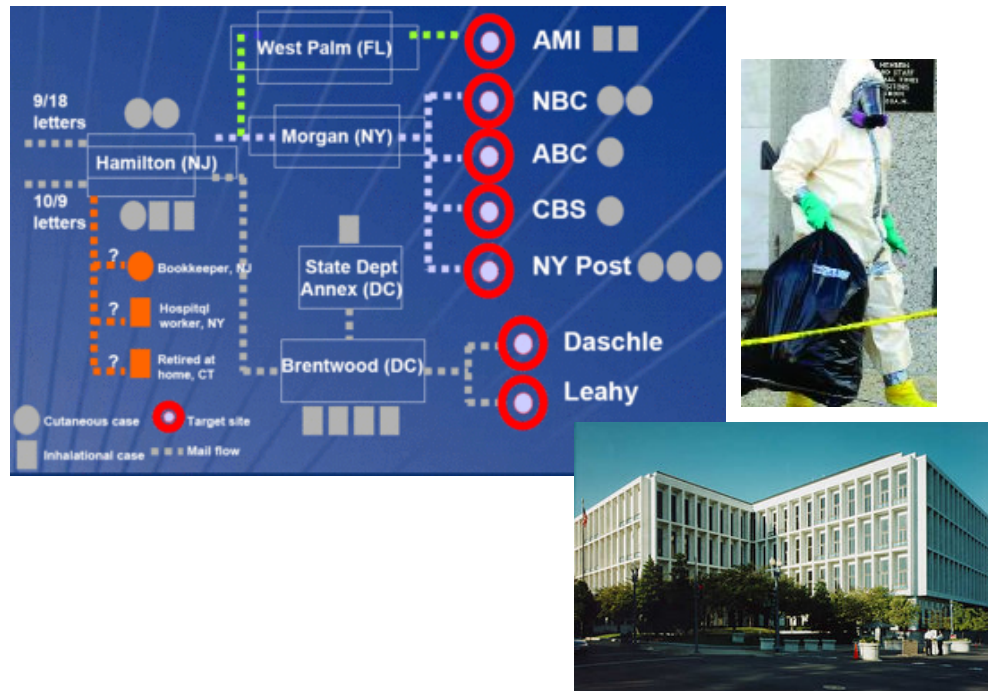 West Palm (FL)
AMI
9/18
letters
NBC
Morgan (NY)
Hamilton (NJ)
ABC
10/9
letters
CBS
?
Bookkeeper, NJ
State Dept
Annex (DC)
NY Post
?
Hospitql
worker, NY
?
Retired at
home, CT
Brentwood (DC)
Daschle
Leahy
Cutaneous case
Target site
Inhalational case
Mail flow